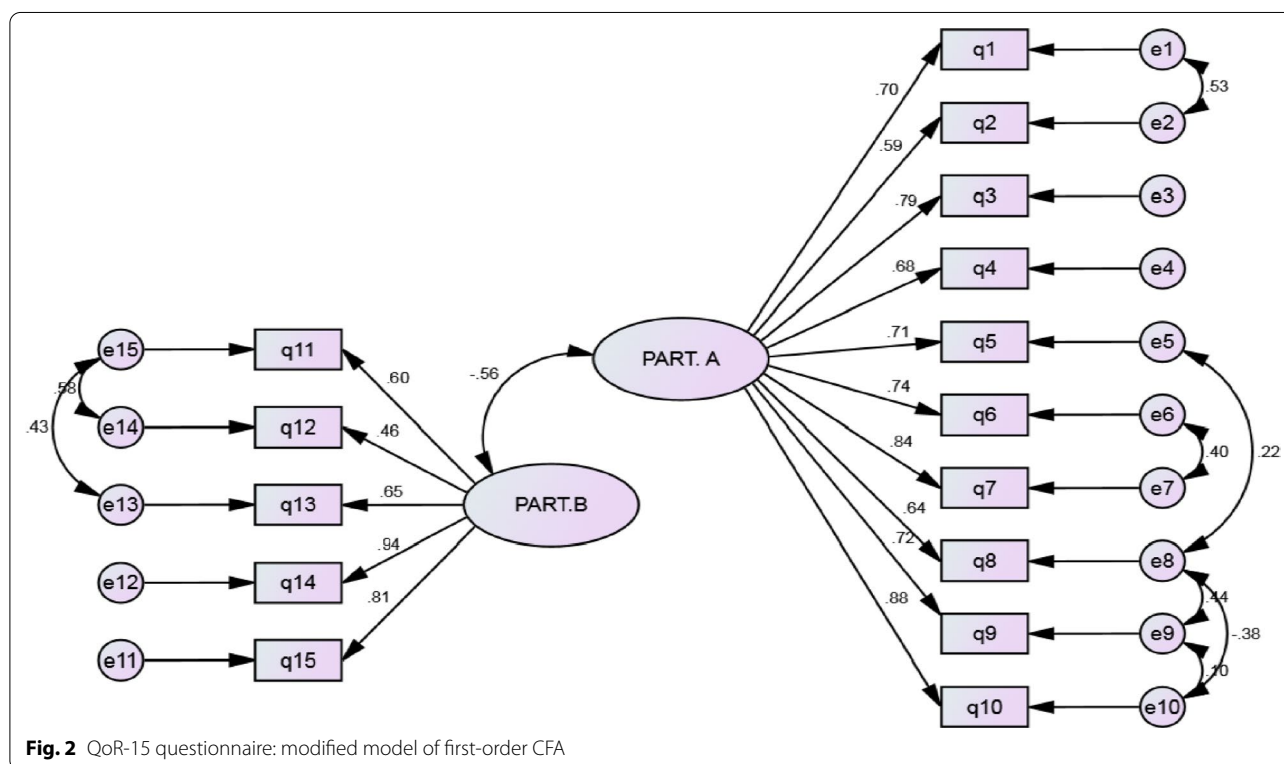 q1
e1
.53
.70
q2
e2
.59
q3
e3
.79
q4
e4
.68
e15
q11
q5
e5
.71
PART. A
-.56
.60
.58
q6
e6
.74
.40
.43
e14
q12
.46
.84
.22
q7
e7
e13
q13
.65
PART.B
.64
.72
q8
e8
.94
e12
q14
.88
.44
.81
q9
e9
-.38
e11
q15
.10
q10
e10
Fig. 2 QoR-15 questionnaire: modified model of first-order CFA